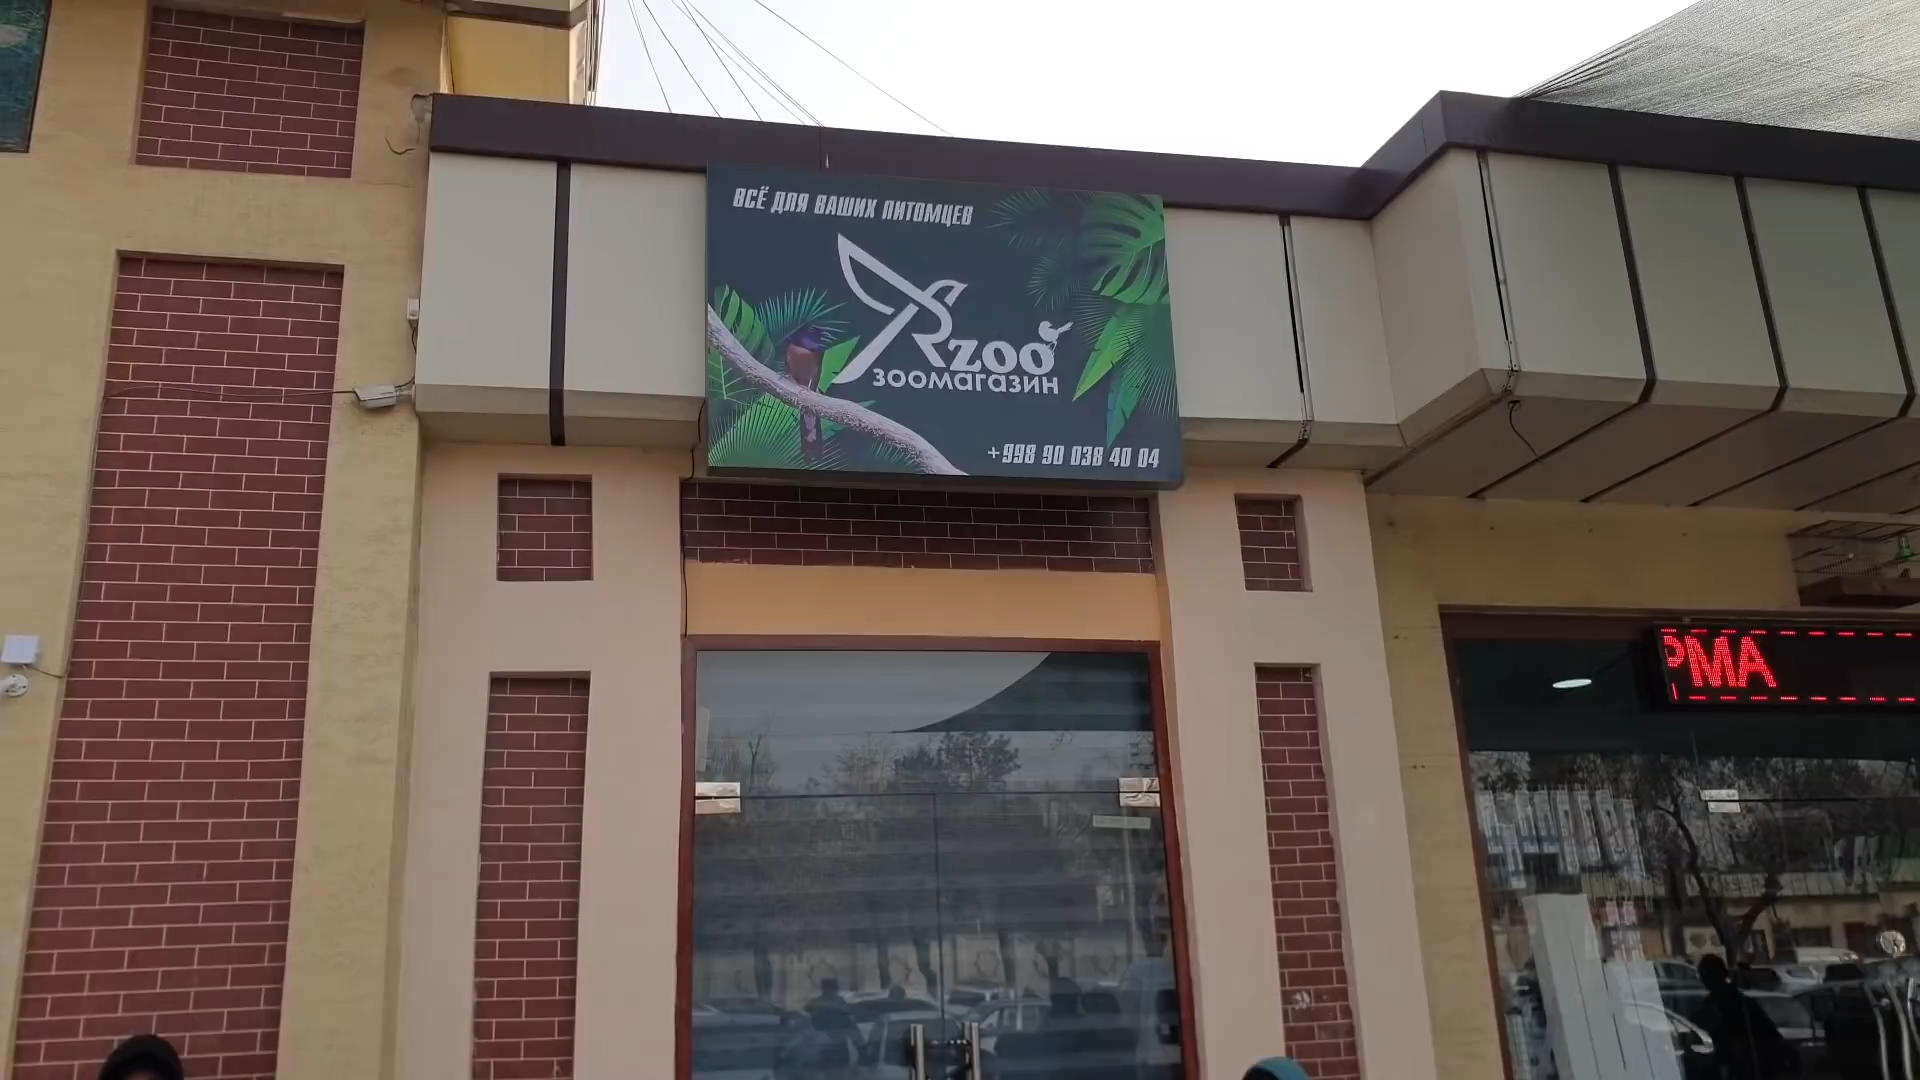 ВСЁ ДЛЯ ВАШИХ ПИТОМЦЕВ
Rzoo
зоомагазин
+998 90 038 40 04
РМА